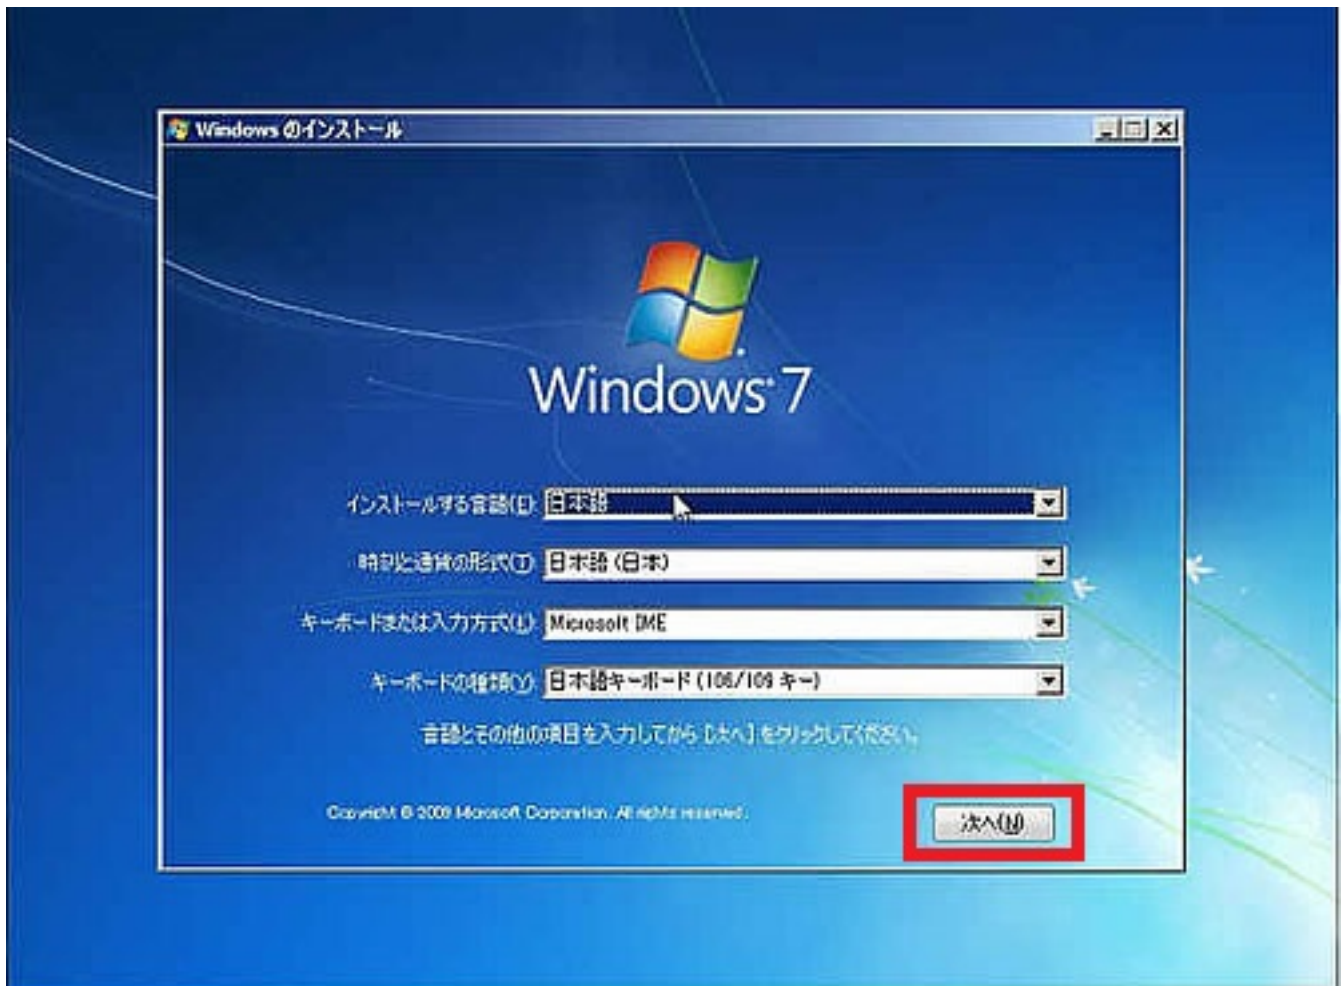 Windows のインストール
Windows 7
インストールする言語(E): 日本語
時刻と通貨の形式(T): 日本語 (日本)
キーボードまたは入力方式(K): Microsoft IME
キーボードの種類(Y): 日本語キーボード (106/109 キー)
言語とその他の項目を入力してから [次へ] をクリックしてください。
Copyright © 2009 Microsoft Corporation. All rights reserved.
次へ(N)